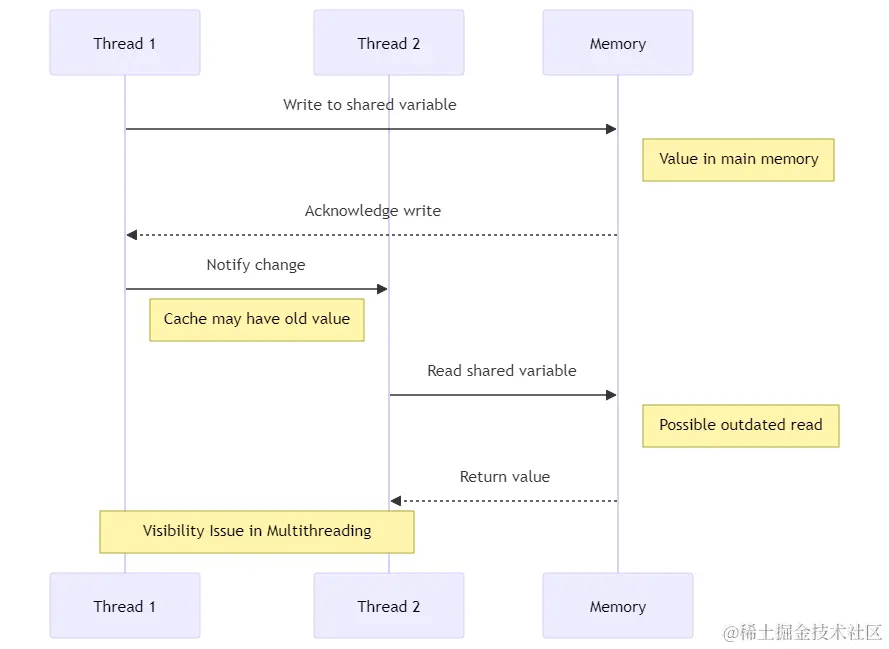 Thread 1
Thread 2
Memory
Write to shared variable
Value in main memory
Acknowledge write
Notify change
Cache may have old value
Read shared variable
Possible outdated read
Return value
Visibility Issue in Multithreading
Thread 1
Thread 2
Memory
@稀土掘金技术社区